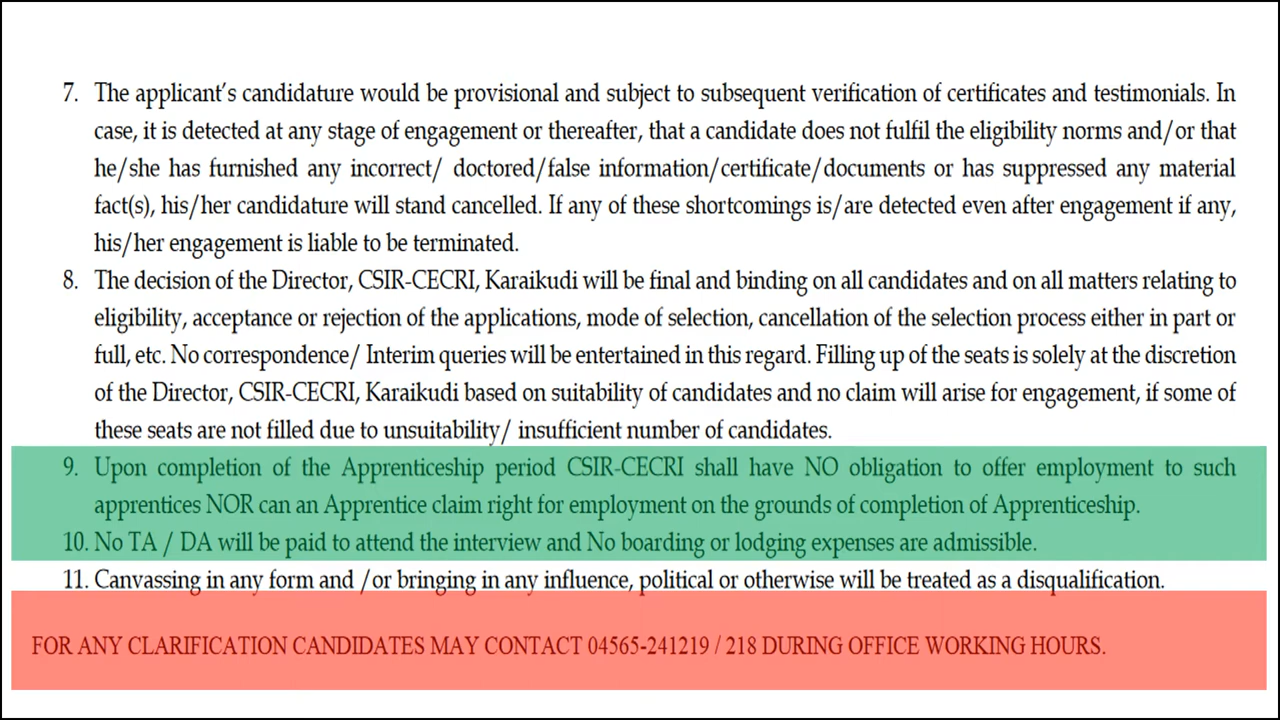 7. The applicant's candidature would be provisional and subject to subsequent verification of certificates and testimonials. In
case, it is detected at any stage of engagement or thereafter, that a candidate does not fulfil the eligibility norms and/or that
he/she has furnished any incorrect/ doctored/false information/certificate/documents or has suppressed any material
fact(s), his/her candidature will stand cancelled. If any of these shortcomings is/are detected even after engagement if any,
his/her engagement is liable to be terminated.
8. The decision of the Director, CSIR-CECRI, Karaikudi will be final and binding on all candidates and on all matters relating to
eligibility, acceptance or rejection of the applications, mode of selection, cancellation of the selection process either in part or
full, etc. No correspondence/ Interim queries will be entertained in this regard. Filling up of the seats is solely at the discretion
of the Director, CSIR-CECRI, Karaikudi based on suitability of candidates and no claim will arise for engagement, if some of
these seats are not filled due to unsuitability/ insufficient number of candidates.
9. Upon completion of the Apprenticeship period CSIR-CECRI shall have NO obligation to offer employment to such
apprentices NOR can an Apprentice claim right for employment on the grounds of completion of Apprenticeship.
10. No TA / DA will be paid to attend the interview and No boarding or lodging expenses are admissible.
11. Canvassing in any form and /or bringing in any influence, political or otherwise will be treated as a disqualification.
FOR ANY CLARIFICATION CANDIDATES MAY CONTACT 04565-241219 / 218 DURING OFFICE WORKING HOURS.